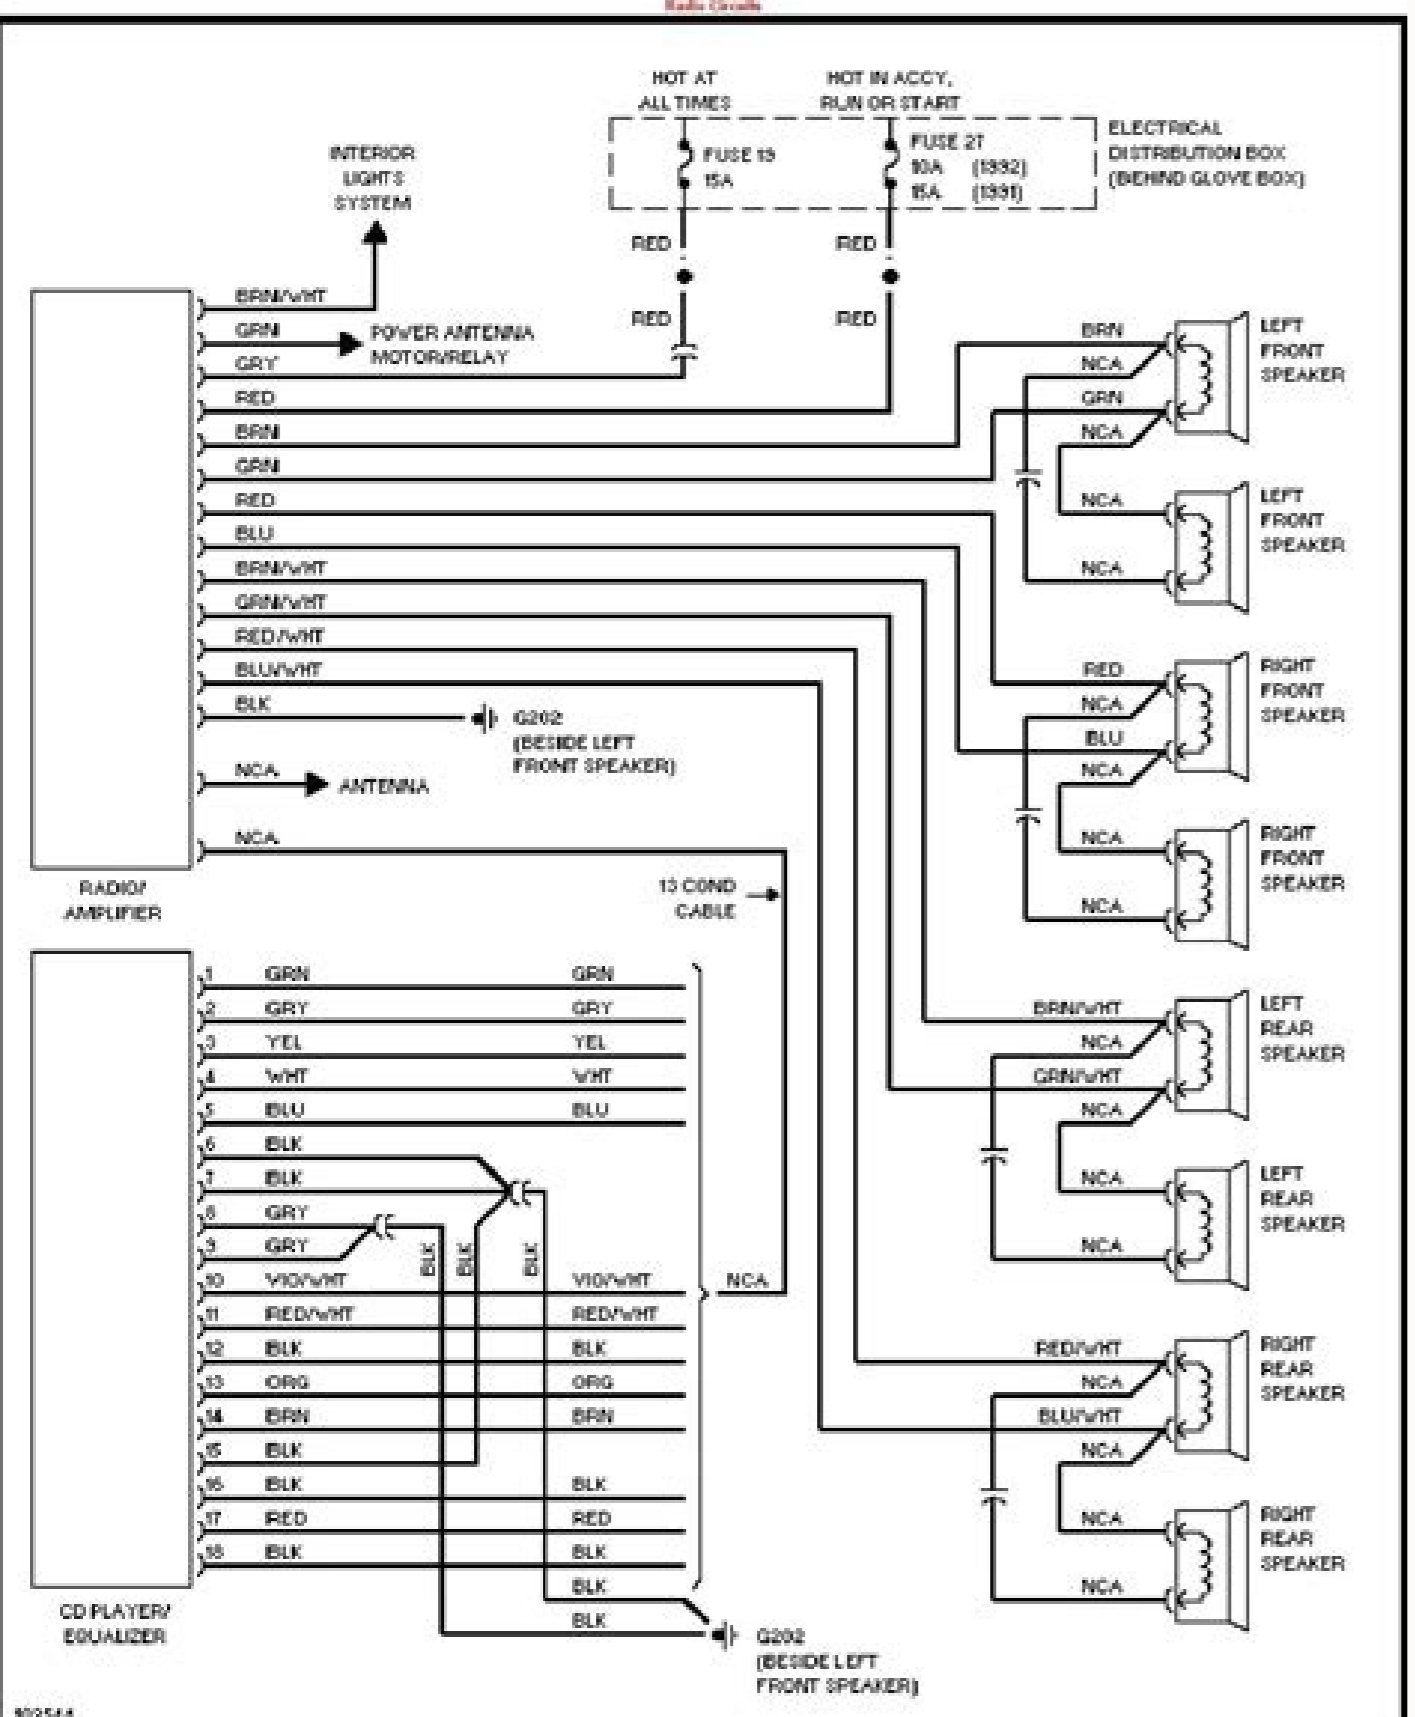 Radio Circuits
HOT AT
ALL TIMES
HOT IN ACCY,
RUN OR START
FUSE 19
15A
FUSE 27
10A (1992)
15A (1991)
ELECTRICAL
DISTRIBUTION BOX
(BEHIND GLOVE BOX)
INTERIOR
LIGHTS
SYSTEM
RED
RED
RED
RED
BRN/WHT
GRN
POWER ANTENNA
MOTOR/RELAY
GRY
RED
BRN
GRN
RED
BLU
BRN/WHT
GRN/WHT
RED/WHT
BLU/WHT
BLK
G202
(BESIDE LEFT
FRONT SPEAKER)
NCA
ANTENNA
NCA
RADIO/
AMPLIFIER
13 COND
CABLE
BRN
NCA
GRN
NCA
LEFT
FRONT
SPEAKER
NCA
NCA
LEFT
FRONT
SPEAKER
RED
NCA
BLU
NCA
RIGHT
FRONT
SPEAKER
NCA
NCA
RIGHT
FRONT
SPEAKER
BRN/WHT
NCA
GRN/WHT
NCA
LEFT
REAR
SPEAKER
NCA
NCA
LEFT
REAR
SPEAKER
RED/WHT
NCA
BLU/WHT
NCA
RIGHT
REAR
SPEAKER
NCA
NCA
RIGHT
REAR
SPEAKER
1 GRN GRN
2 GRY GRY
3 YEL YEL
4 WHT WHT
5 BLU BLU
6 BLK
7 BLK
8 GRY
9 GRY
BLK
BLK
BLK
10 VIO/WHT VIO/WHT
NCA
11 RED/WHT RED/WHT
12 BLK BLK
13 ORG ORG
14 BRN BRN
15 BLK
16 BLK BLK
17 RED RED
18 BLK BLK
BLK
BLK
CD PLAYER/
EQUALIZER
G202
(BESIDE LEFT
FRONT SPEAKER)